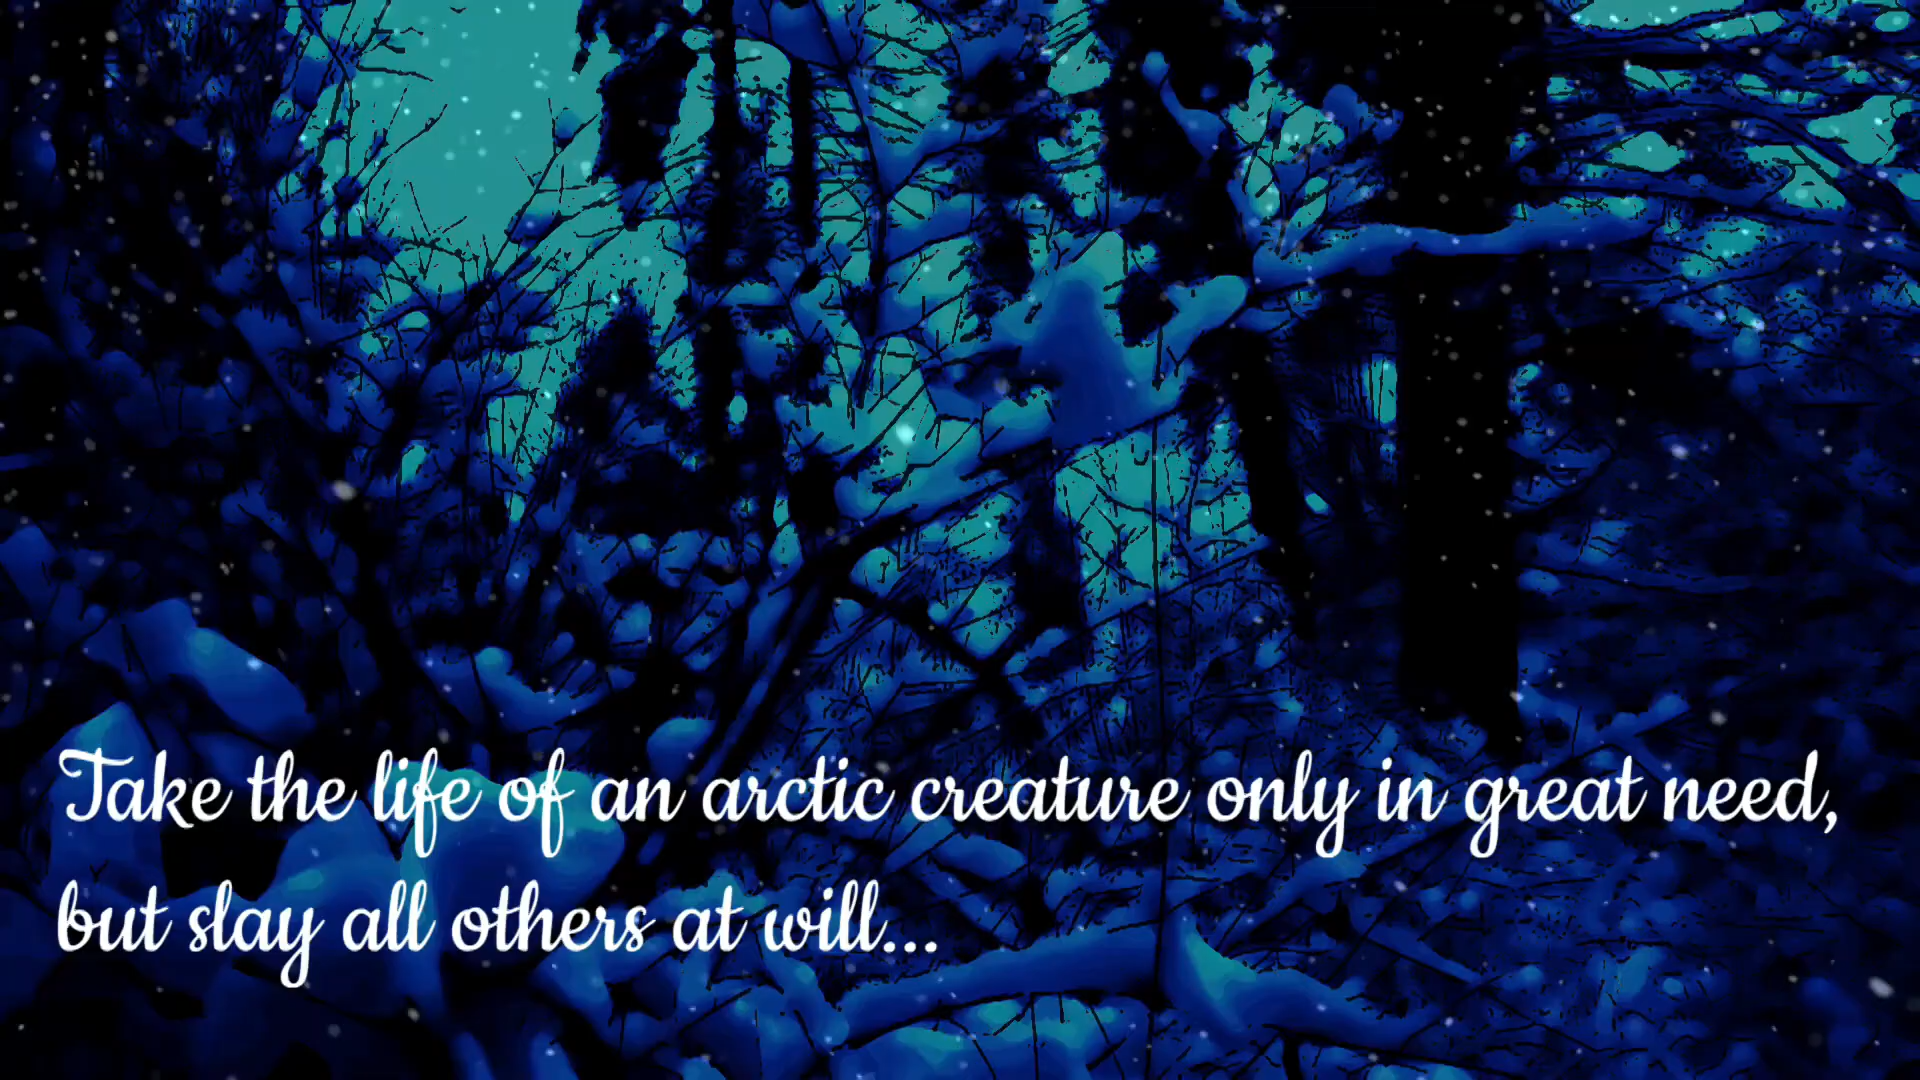 Take the life of an arctic creature only in great need,
but slay all others at will...